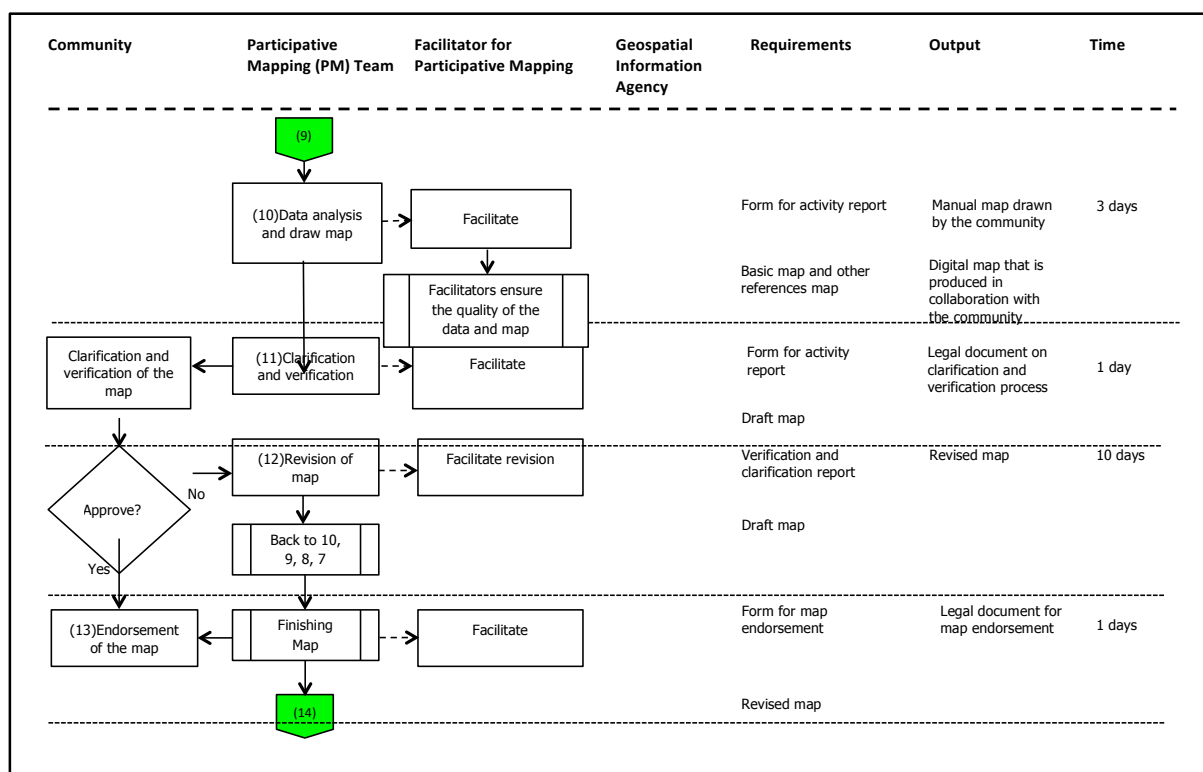 Community
Participative
Mapping (PM) Team
Facilitator for
Participative Mapping
Geospatial
Information
Agency
Requirements
Output
Time
(9)
(10)Data analysis
and draw map
Facilitate
Form for activity report
Manual map drawn
by the community
3 days
Facilitators ensure
the quality of the
data and map
Basic map and other
references map
Digital map that is
produced in
collaboration with
the community
Clarification and
verification of the
map
(11)Clarification
and verification
Facilitate
Form for activity
report
Legal document on
clarification and
verification process
1 day
Draft map
Approve?
No
Yes
(12)Revision of
map
Facilitate revision
Verification and
clarification report
Revised map
10 days
Back to 10,
9, 8, 7
Draft map
(13)Endorsement
of the map
Finishing
Map
Facilitate
Form for map
endorsement
Legal document for
map endorsement
1 days
(14)
Revised map